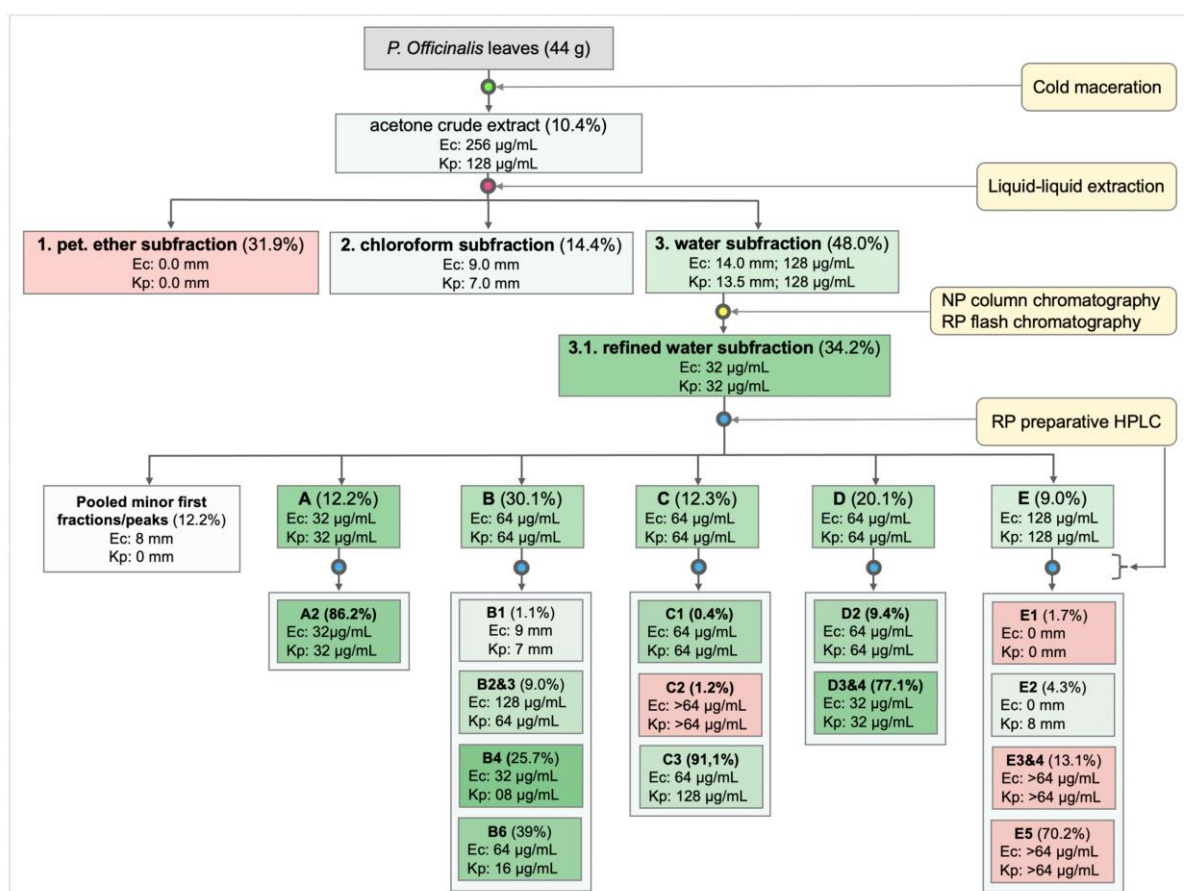 P. Officinalis leaves (44 g)
Cold maceration
acetone crude extract (10.4%)
Ec: 256 µg/mL
Kp: 128 µg/mL
Liquid-liquid extraction
1. pet. ether subfraction (31.9%)
Ec: 0.0 mm
Kp: 0.0 mm
2. chloroform subfraction (14.4%)
Ec: 9.0 mm
Kp: 7.0 mm
3. water subfraction (48.0%)
Ec: 14.0 mm; 128 µg/mL
Kp: 13.5 mm; 128 µg/mL
NP column chromatography
RP flash chromatography
3.1. refined water subfraction (34.2%)
Ec: 32 µg/mL
Kp: 32 µg/mL
RP preparative HPLC
Pooled minor first
fractions/peaks (12.2%)
Ec: 8 mm
Kp: 0 mm
A (12.2%)
Ec: 32 µg/mL
Kp: 32 µg/mL
B (30.1%)
Ec: 64 µg/mL
Kp: 64 µg/mL
C (12.3%)
Ec: 64 µg/mL
Kp: 64 µg/mL
D (20.1%)
Ec: 64 µg/mL
Kp: 64 µg/mL
E (9.0%)
Ec: 128 µg/mL
Kp: 128 µg/mL
A2 (86.2%)
Ec: 32µg/mL
Kp: 32 µg/mL
B1 (1.1%)
Ec: 9 mm
Kp: 7 mm
B2&3 (9.0%)
Ec: 128 µg/mL
Kp: 64 µg/mL
B4 (25.7%)
Ec: 32 µg/mL
Kp: 08 µg/mL
B6 (39%)
Ec: 64 µg/mL
Kp: 16 µg/mL
C1 (0.4%)
Ec: 64 µg/mL
Kp: 64 µg/mL
C2 (1.2%)
Ec: >64 µg/mL
Kp: >64 µg/mL
C3 (91,1%)
Ec: 64 µg/mL
Kp: 128 µg/mL
D2 (9.4%)
Ec: 64 µg/mL
Kp: 64 µg/mL
D3&4 (77.1%)
Ec: 32 µg/mL
Kp: 32 µg/mL
E1 (1.7%)
Ec: 0 mm
Kp: 0 mm
E2 (4.3%)
Ec: 0 mm
Kp: 8 mm
E3&4 (13.1%)
Ec: >64 µg/mL
Kp: >64 µg/mL
E5 (70.2%)
Ec: >64 µg/mL
Kp: >64 µg/mL